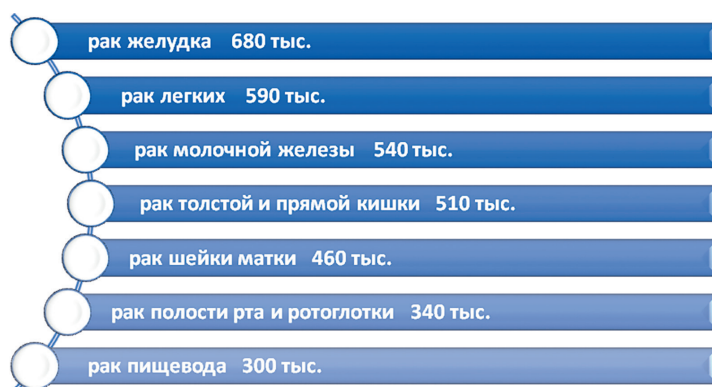 рак желудка 680 тыс.
рак легких 590 тыс.
рак молочной железы 540 тыс.
рак толстой и прямой кишки 510 тыс.
рак шейки матки 460 тыс.
рак полости рта и ротоглотки 340 тыс.
рак пищевода 300 тыс.